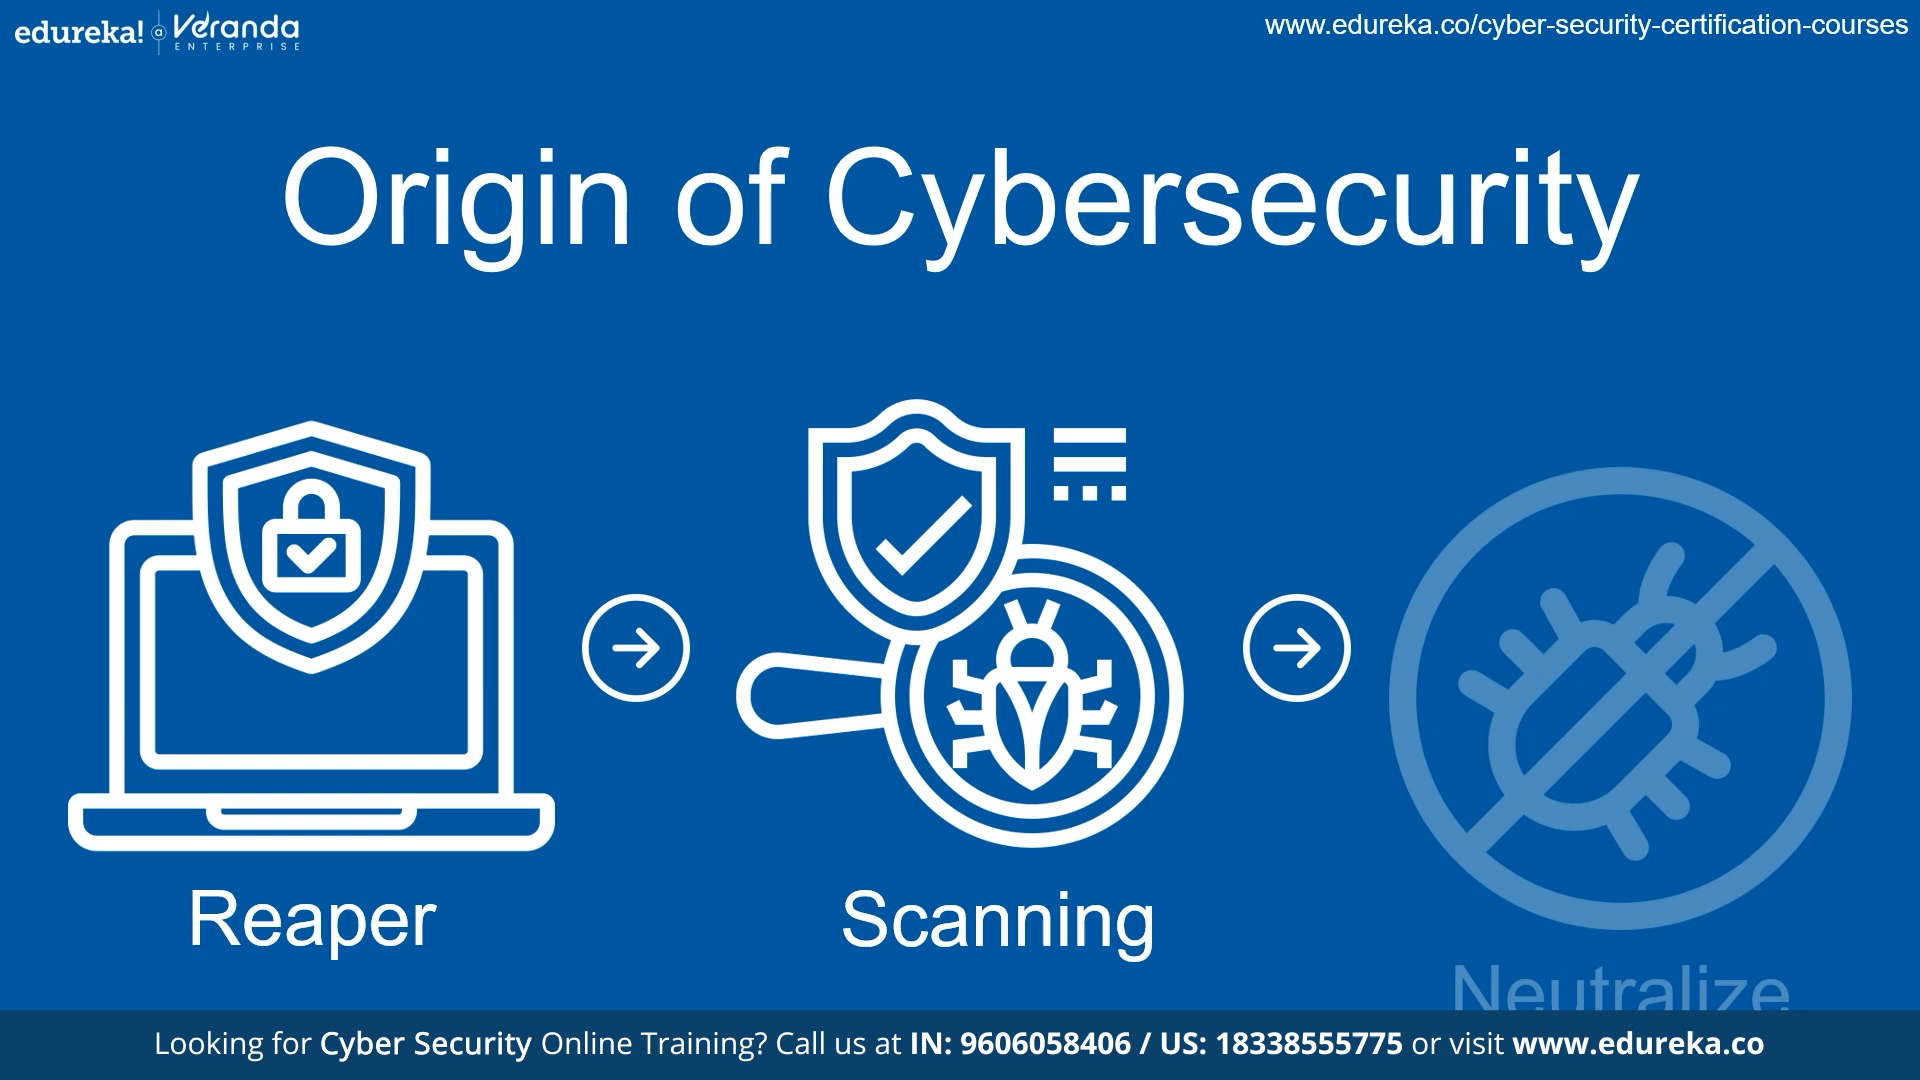 edureka! a Veranda
ENTERPRISE
www.edureka.co/cyber-security-certification-courses
Origin of Cybersecurity
Reaper
Scanning
Neutralize
Looking for Cyber Security Online Training? Call us at IN: 9606058406 / US: 18338555775 or visit www.edureka.co